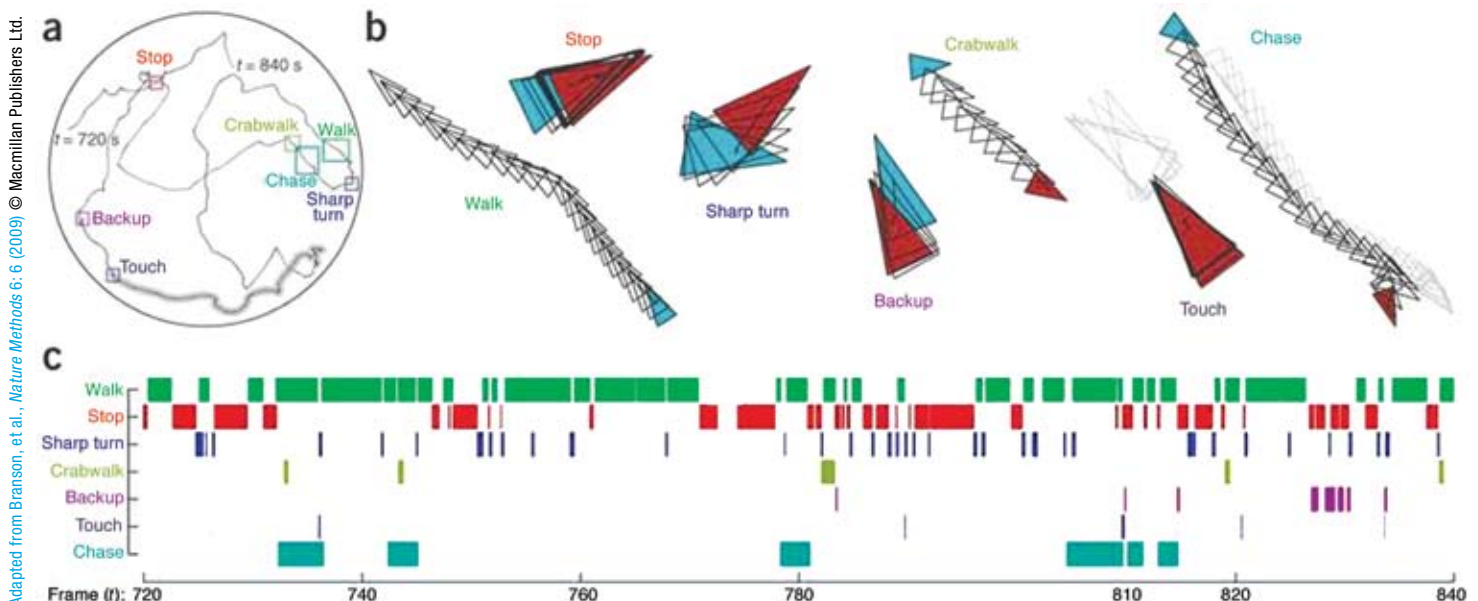 Adapted from Branson, et al., Nature Methods 6: 6 (2009) © Macmillan Publishers Ltd.
a
Stop
t = 840 s
t = 720 s
Crabwalk
Walk
Chase
Sharp
turn
Backup
Touch
b
Stop
Crabwalk
Chase
Walk
Sharp turn
Backup
Touch
c
Walk
Stop
Sharp turn
Crabwalk
Backup
Touch
Chase
Frame (t): 720 740 760 780 810 820 840